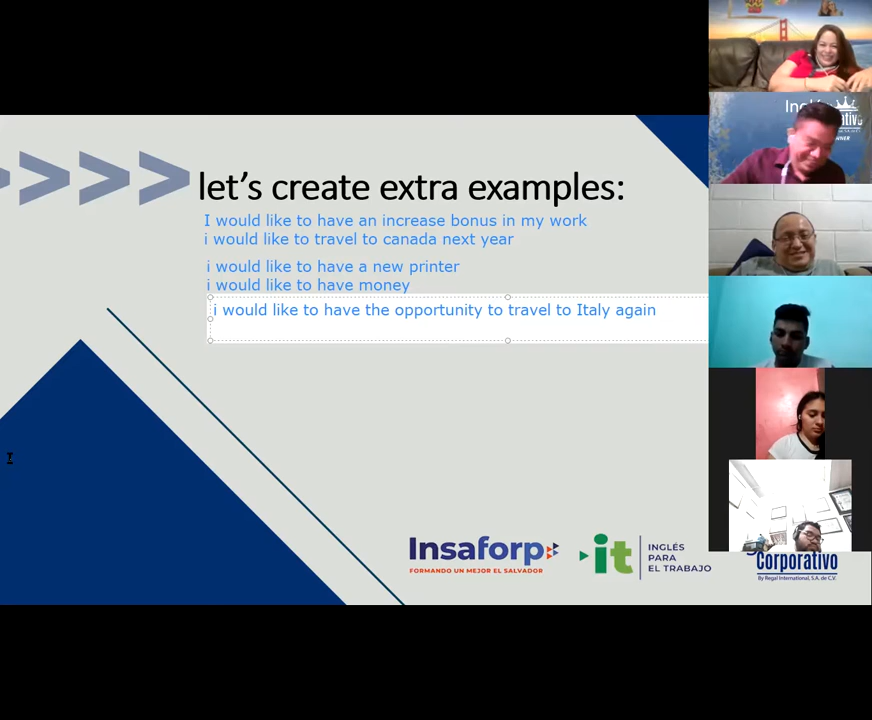 >>>>
let's create extra examples:
I would like to have an increase bonus in my work
i would like to travel to canada next year
i would like to have a new printer
i would like to have money
i would like to have the opportunity to travel to Italy again
Insaforp
FORMANDO UN MEJOR EL SALVADOR
it
INGLÉS
PARA
EL TRABAJO
Corporativo
By Regal International, S.A. de C.V.